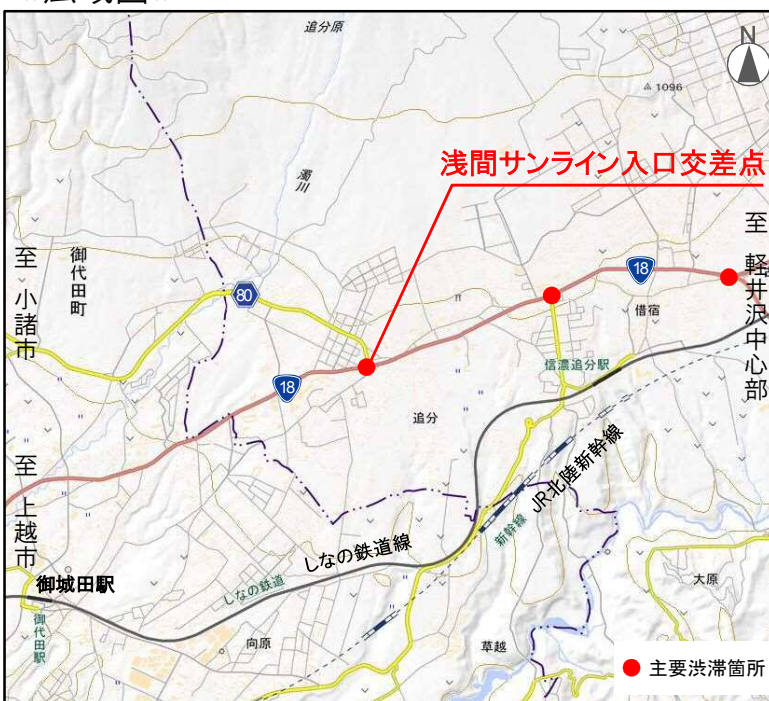 追分原
N
1096
浅間サンライン入口交差点
濁川
至 軽井沢中心部
至 小諸市
御代田町
80
18
借宿
信濃追分駅
18
追分
至 上越市
JR北陸新幹線
新幹線
しなの鉄道線
御城田駅
しなの鉄道
大原
御代田駅
向原
草越
主要渋滞箇所